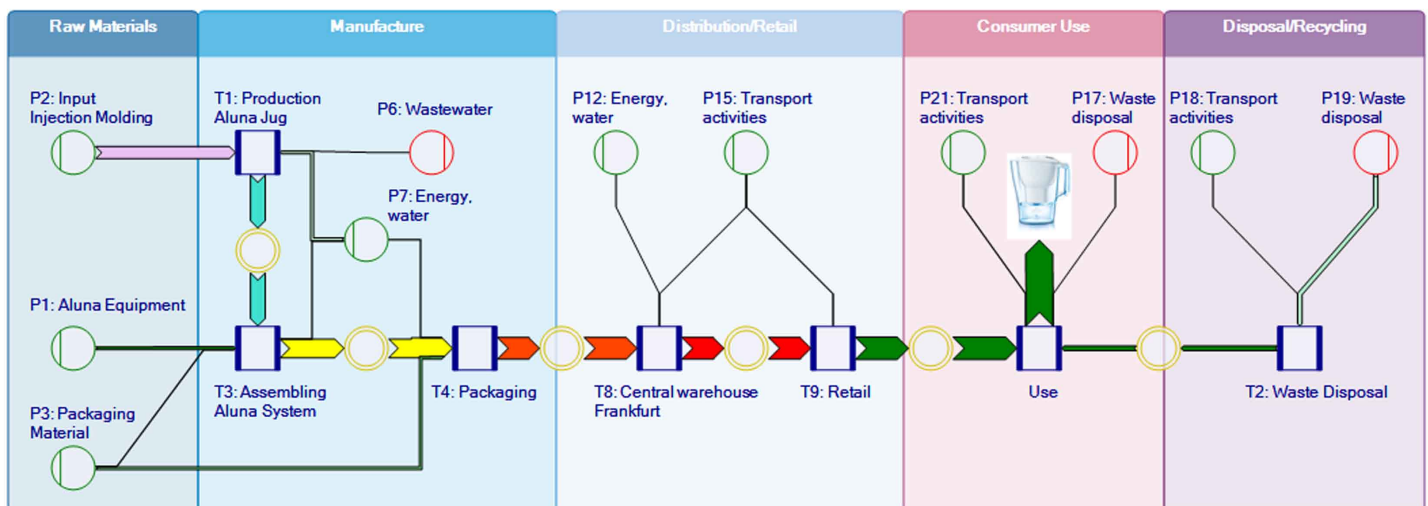 Raw Materials
Manufacture
Distribution/Retail
Consumer Use
Disposal/Recycling
P2: Input
Injection Molding
T1: Production
Aluna Jug
P6: Wastewater
P7: Energy,
water
P12: Energy,
water
P15: Transport
activities
P21: Transport
activities
P17: Waste
disposal
P18: Transport
activities
P19: Waste
disposal
P1: Aluna Equipment
P3: Packaging
Material
T3: Assembling
Aluna System
T4: Packaging
T8: Central warehouse
Frankfurt
T9: Retail
Use
T2: Waste Disposal